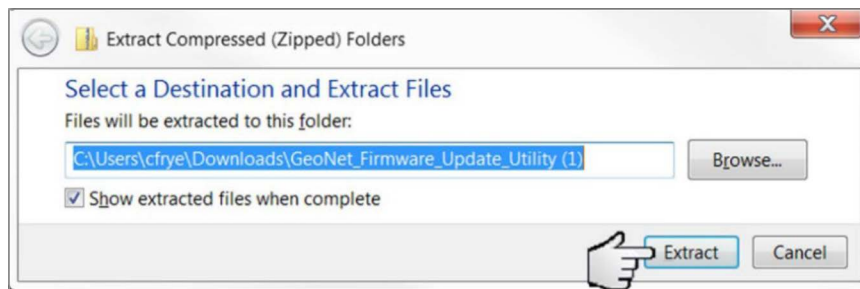 Extract Compressed (Zipped) Folders
Select a Destination and Extract Files
Files will be extracted to this folder:
C:\Users\cfrye\Downloads\GeoNet_Firmware_Update_Utility (1)
Browse...
Show extracted files when complete
Extract
Cancel